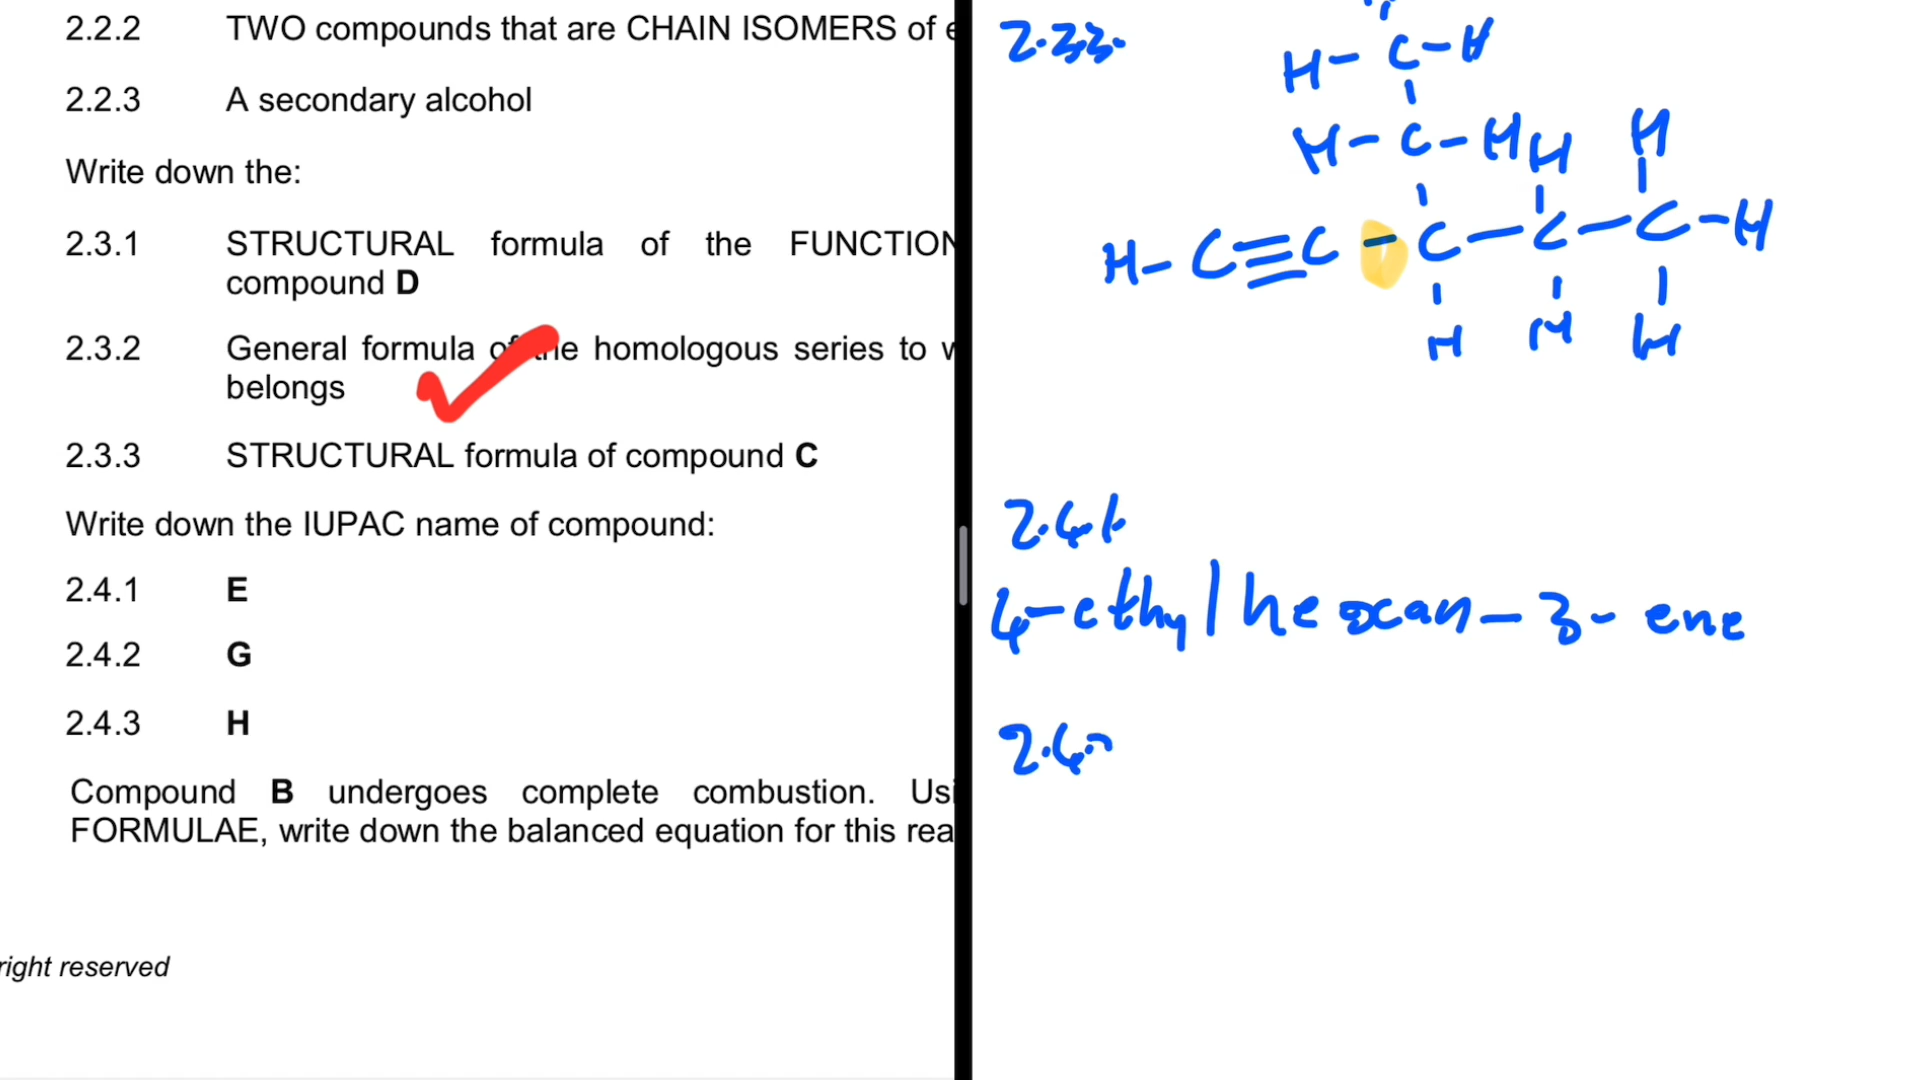 2.2.2 TWO compounds that are CHAIN ISOMERS of
2.2.3 A secondary alcohol
Write down the:
2.3.1 STRUCTURAL formula of the FUNCTION
compound D
2.3.2 General formula of the homologous series to
belongs
2.3.3 STRUCTURAL formula of compound C
Write down the IUPAC name of compound:
2.4.1 E
2.4.2 G
2.4.3 H
Compound B undergoes complete combustion. Usi
FORMULAE, write down the balanced equation for this rea
right reserved
2.3.3.
H-C-H
H-C-H H H
H-C≡C-C-C-C-H
H H H
2.4.1.
4-ethylhexan-3-ene
2.4.